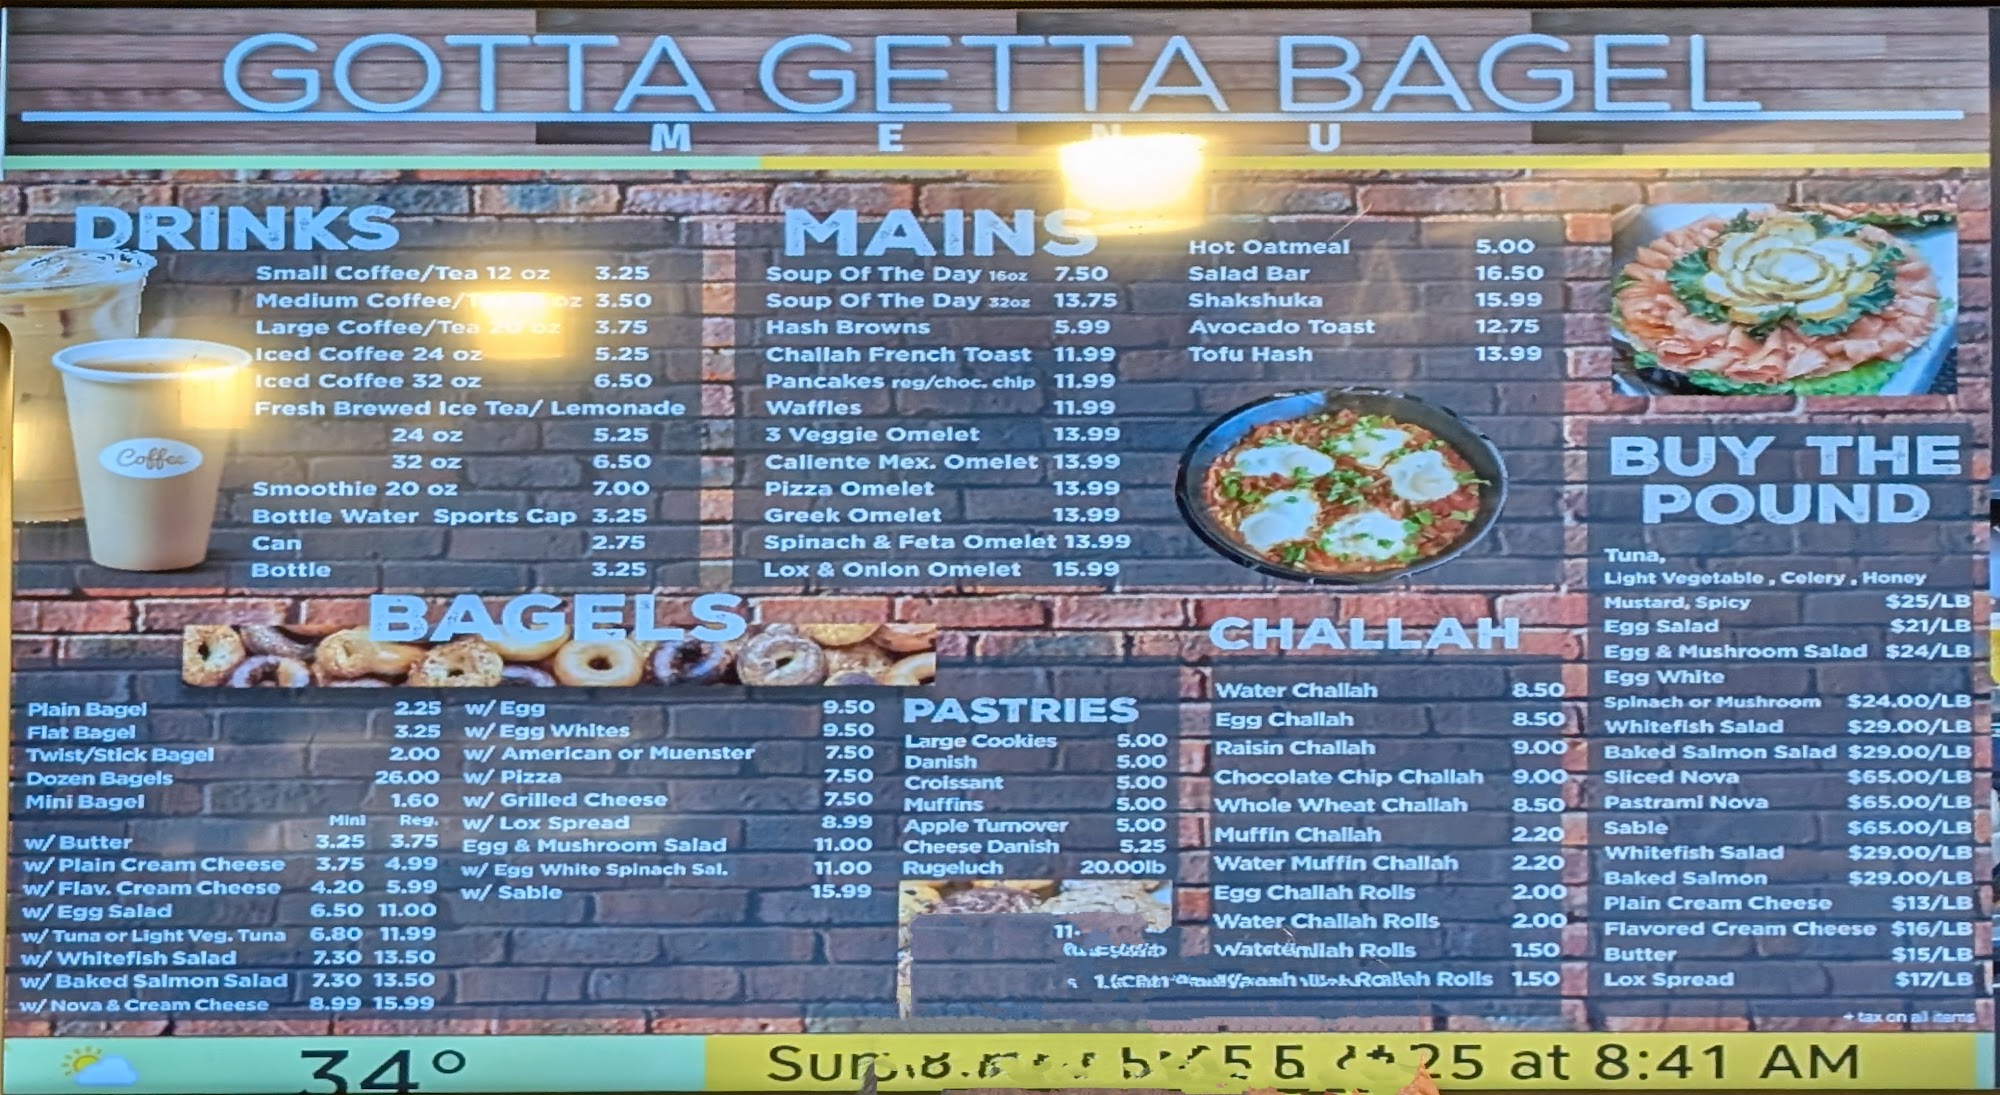 GOTTA GETTA BAGEL
MENU
DRINKS
Small Coffee/Tea 12 oz 3.25
Medium Coffee/ oz 3.50
Large Coffee/Tea 20 oz 3.75
Iced Coffee 24 oz 5.25
Iced Coffee 32 oz 6.50
Fresh Brewed Ice Tea/ Lemonade
24 oz 5.25
32 oz 6.50
Smoothie 20 oz 7.00
Bottle Water Sports Cap 3.25
Can 2.75
Bottle 3.25
Coffee
MAINS
Soup Of The Day 16oz 7.50
Soup Of The Day 32oz 13.75
Hash Browns 5.99
Challah French Toast 11.99
Pancakes reg/choc. chip 11.99
Waffles 11.99
3 Veggie Omelet 13.99
Caliente Mex. Omelet 13.99
Pizza Omelet 13.99
Greek Omelet 13.99
Spinach & Feta Omelet 13.99
Lox & Onion Omelet 15.99
Hot Oatmeal 5.00
Salad Bar 16.50
Shakshuka 15.99
Avocado Toast 12.75
Tofu Hash 13.99
BAGELS
Plain Bagel 2.25
Flat Bagel 3.25
Twist/Stick Bagel 2.00
Dozen Bagels 26.00
Mini Bagel 1.60
Mini Reg.
w/ Butter 3.25 3.75
w/ Plain Cream Cheese 3.75 4.99
w/ Flav. Cream Cheese 4.20 5.99
w/ Egg Salad 6.50 11.00
w/ Tuna or Light Veg. Tuna 6.80 11.99
w/ Whitefish Salad 7.30 13.50
w/ Baked Salmon Salad 7.30 13.50
w/ Nova & Cream Cheese 8.99 15.99
w/ Egg 9.50
w/ Egg Whites 9.50
w/ American or Muenster 7.50
w/ Pizza 7.50
w/ Grilled Cheese 7.50
w/ Lox Spread 8.99
Egg & Mushroom Salad 11.00
w/ Egg White Spinach Sal. 11.00
w/ Sable 15.99
PASTRIES
Large Cookies 5.00
Danish 5.00
Croissant 5.00
Muffins 5.00
Apple Turnover 5.00
Cheese Danish 5.25
Rugeluch 20.00lb
CHALLAH
Water Challah 8.50
Egg Challah 8.50
Raisin Challah 9.00
Chocolate Chip Challah 9.00
Whole Wheat Challah 8.50
Muffin Challah 2.20
Water Muffin Challah 2.20
Egg Challah Rolls 2.00
Water Challah Rolls 2.00
Rolls 1.50
Rolls 1.50
BUY THE
POUND
Tuna,
Light Vegetable , Celery , Honey
Mustard, Spicy $25/LB
Egg Salad $21/LB
Egg & Mushroom Salad $24/LB
Egg White
Spinach or Mushroom $24.00/LB
Whitefish Salad $29.00/LB
Baked Salmon Salad $29.00/LB
Sliced Nova $65.00/LB
Pastrami Nova $65.00/LB
Sable $65.00/LB
Whitefish Salad $29.00/LB
Baked Salmon $29.00/LB
Plain Cream Cheese $13/LB
Flavored Cream Cheese $16/LB
Butter $15/LB
Lox Spread $17/LB
+ tax on all items
34°
25 at 8:41 AM